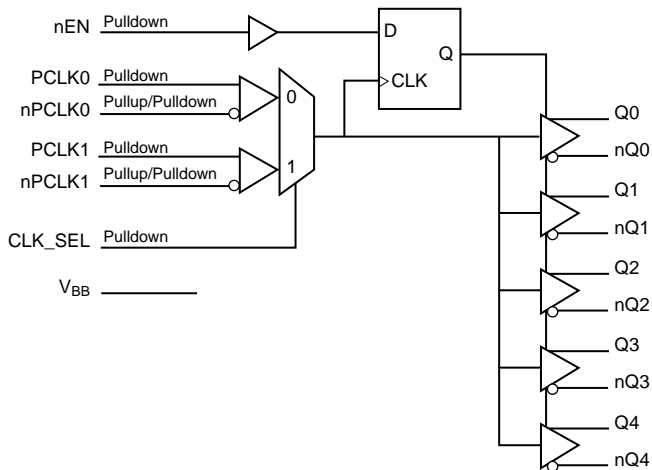 nEN Pulldown
D
Q
CLK
PCLK0 Pulldown
nPCLK0 Pullup/Pulldown
0
PCLK1 Pulldown
nPCLK1 Pullup/Pulldown
1
CLK_SEL Pulldown
VBB
Q0
nQ0
Q1
nQ1
Q2
nQ2
Q3
nQ3
Q4
nQ4